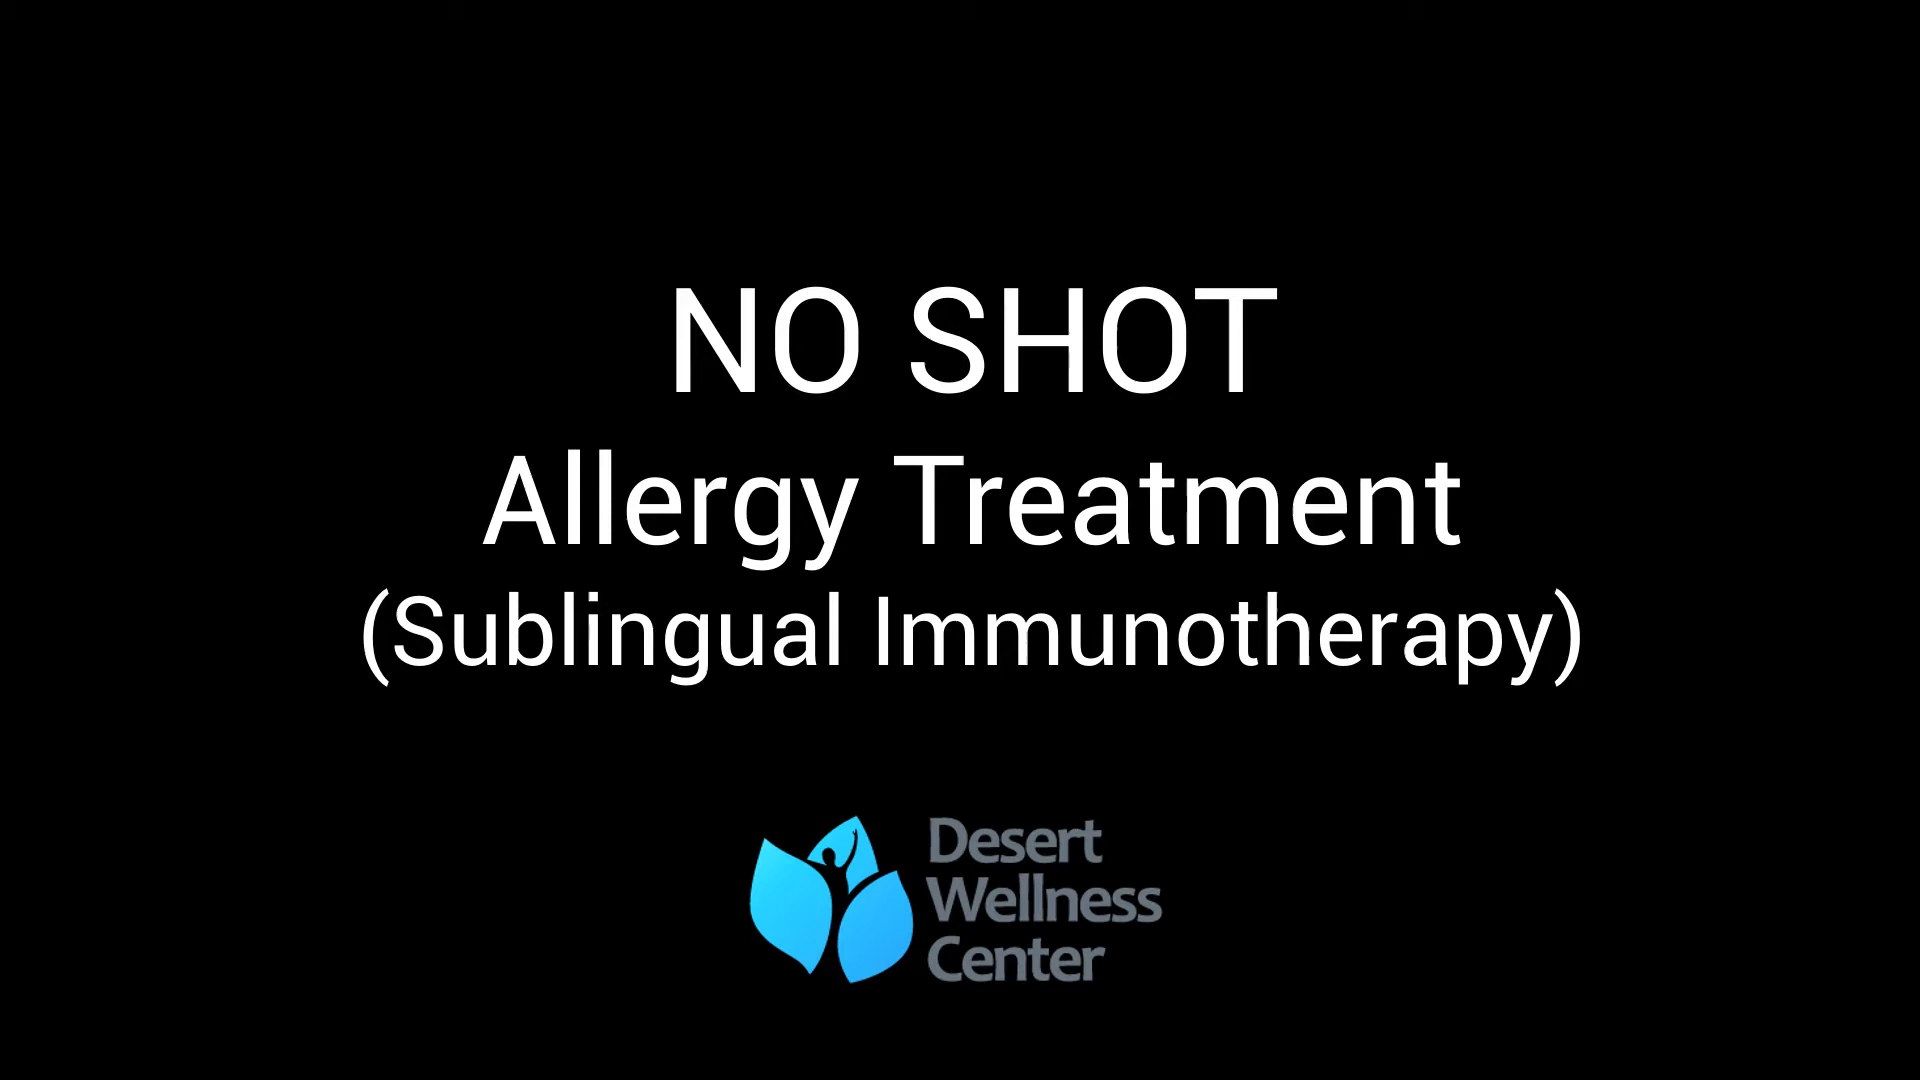 NO SHOT
Allergy Treatment
(Sublingual Immunotherapy)
Desert
Wellness
Center